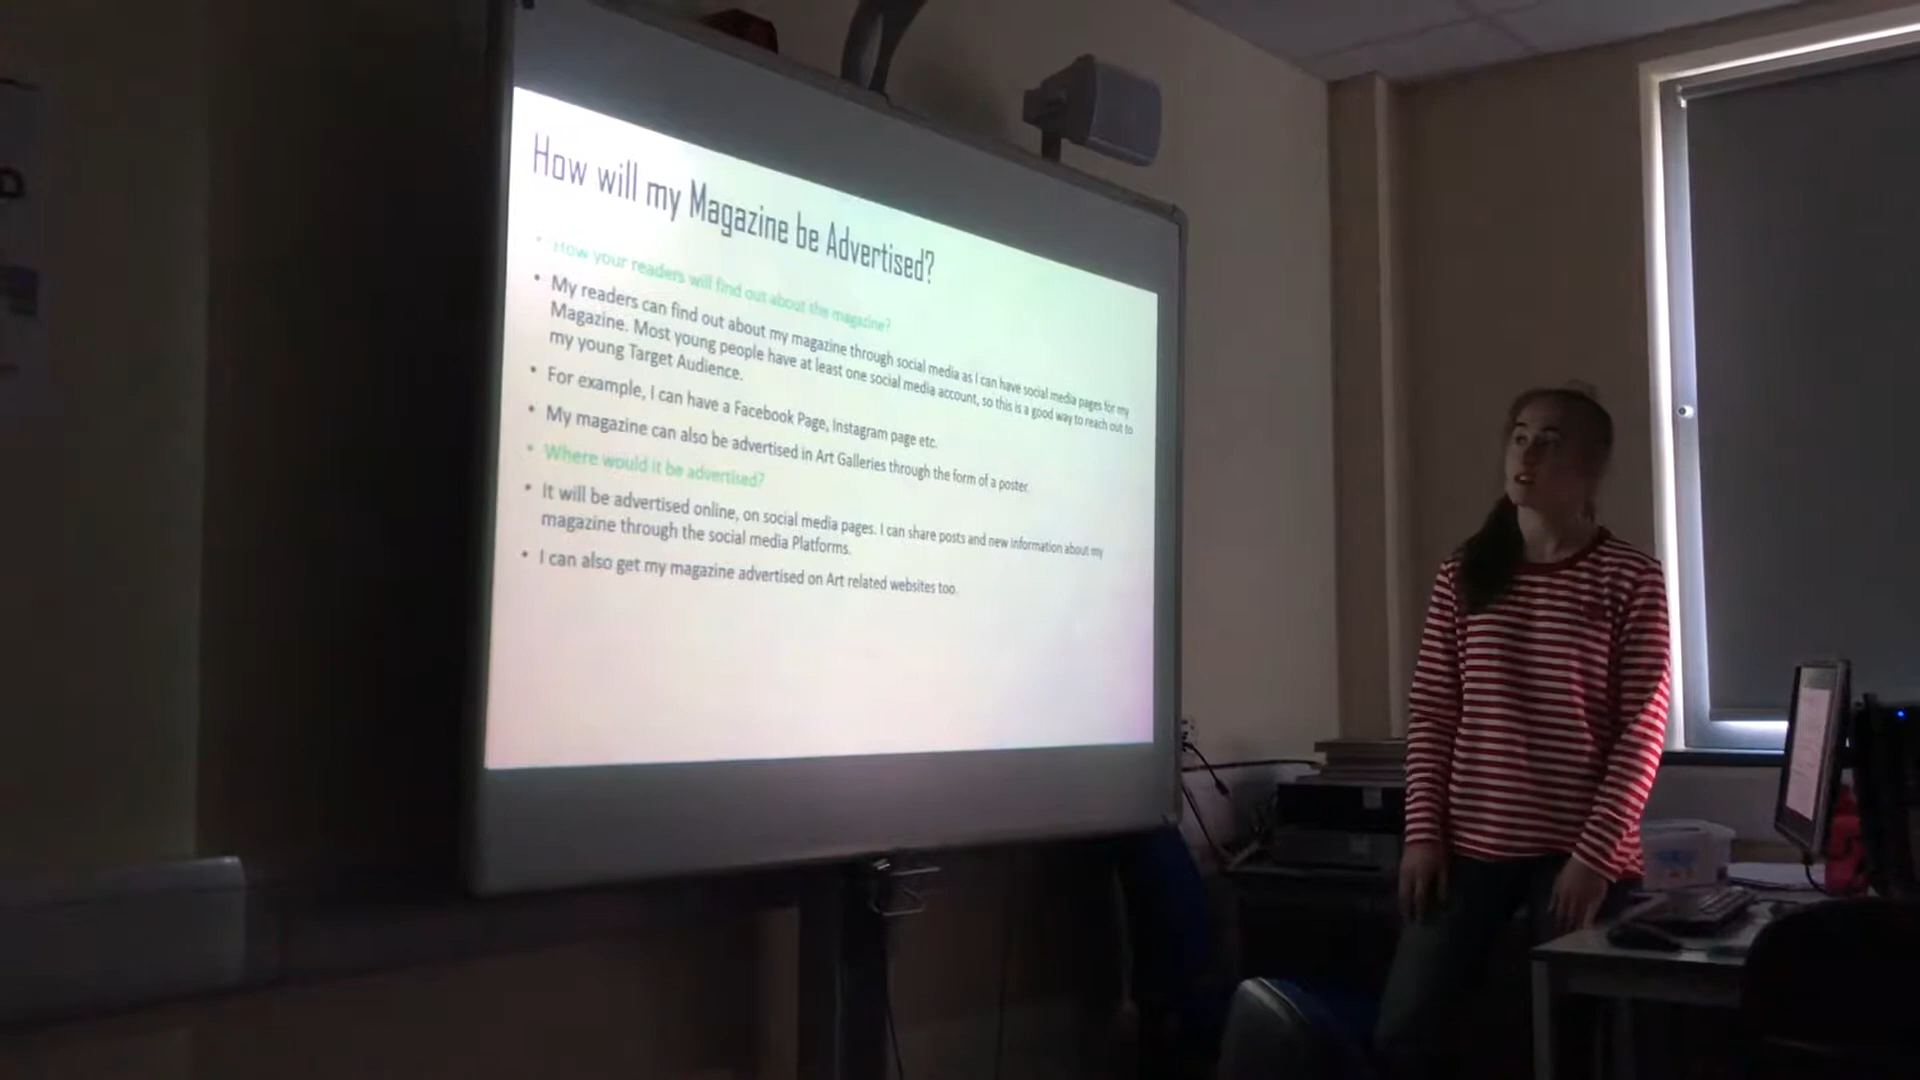 How will my Magazine be Advertised?
• How your readers will find out about the magazine?
• My readers can find out about my magazine through social media as I can have social media pages for my
Magazine. Most young people have at least one social media account, so this is a good way to reach out to
my young Target Audience.
• For example, I can have a Facebook Page, Instagram page etc.
• My magazine can also be advertised in Art Galleries through the form of a poster.
• Where would it be advertised?
• It will be advertised online, on social media pages. I can share posts and new information about my
magazine through the social media Platforms.
• I can also get my magazine advertised on Art related websites too.